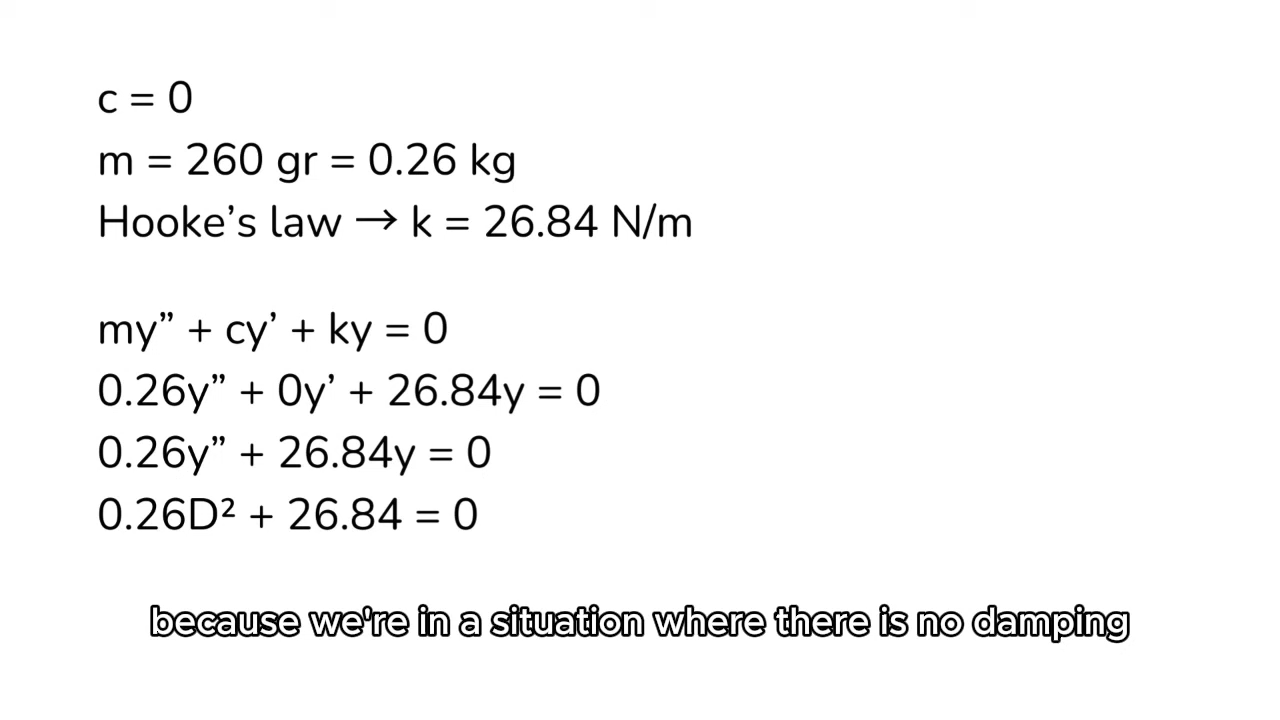 c = 0
m = 260 gr = 0.26 kg
Hooke’s law → k = 26.84 N/m
my” + cy’ + ky = 0
0.26y” + 0y’ + 26.84y = 0
0.26y” + 26.84y = 0
0.26D² + 26.84 = 0
because we're in a situation where there is no damping